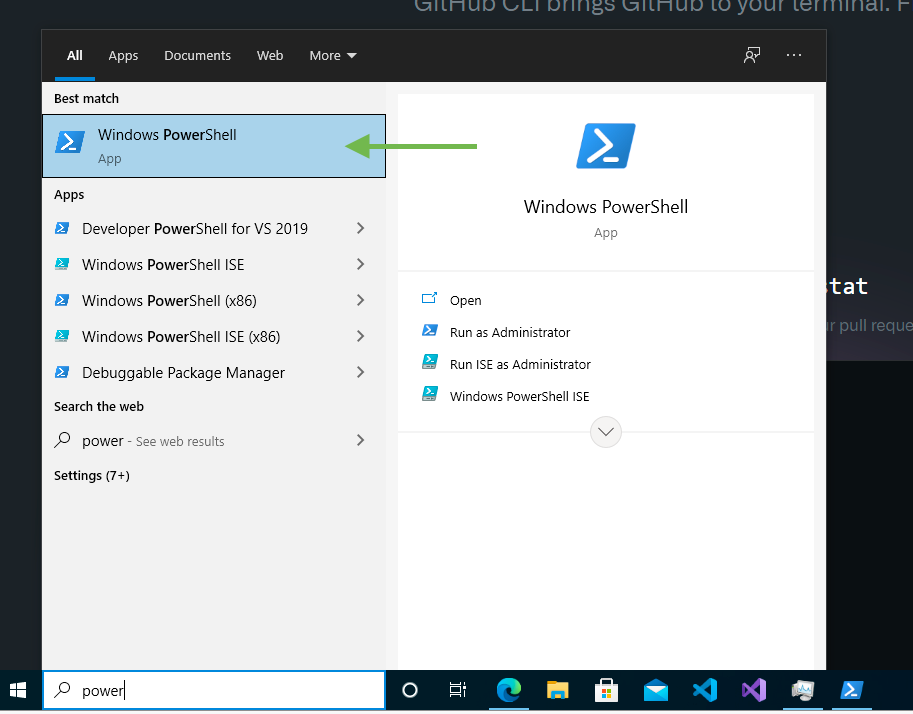 GitHub CLI brings GitHub to your terminal. F
All Apps Documents Web More
Best match
Windows PowerShell
App
Apps
Developer PowerShell for VS 2019
Windows PowerShell ISE
Windows PowerShell (x86)
Windows PowerShell ISE (x86)
Debuggable Package Manager
Search the web
power - See web results
Settings (7+)
Windows PowerShell
App
Open
Run as Administrator
Run ISE as Administrator
Windows PowerShell ISE
stat
ur pull reque
power